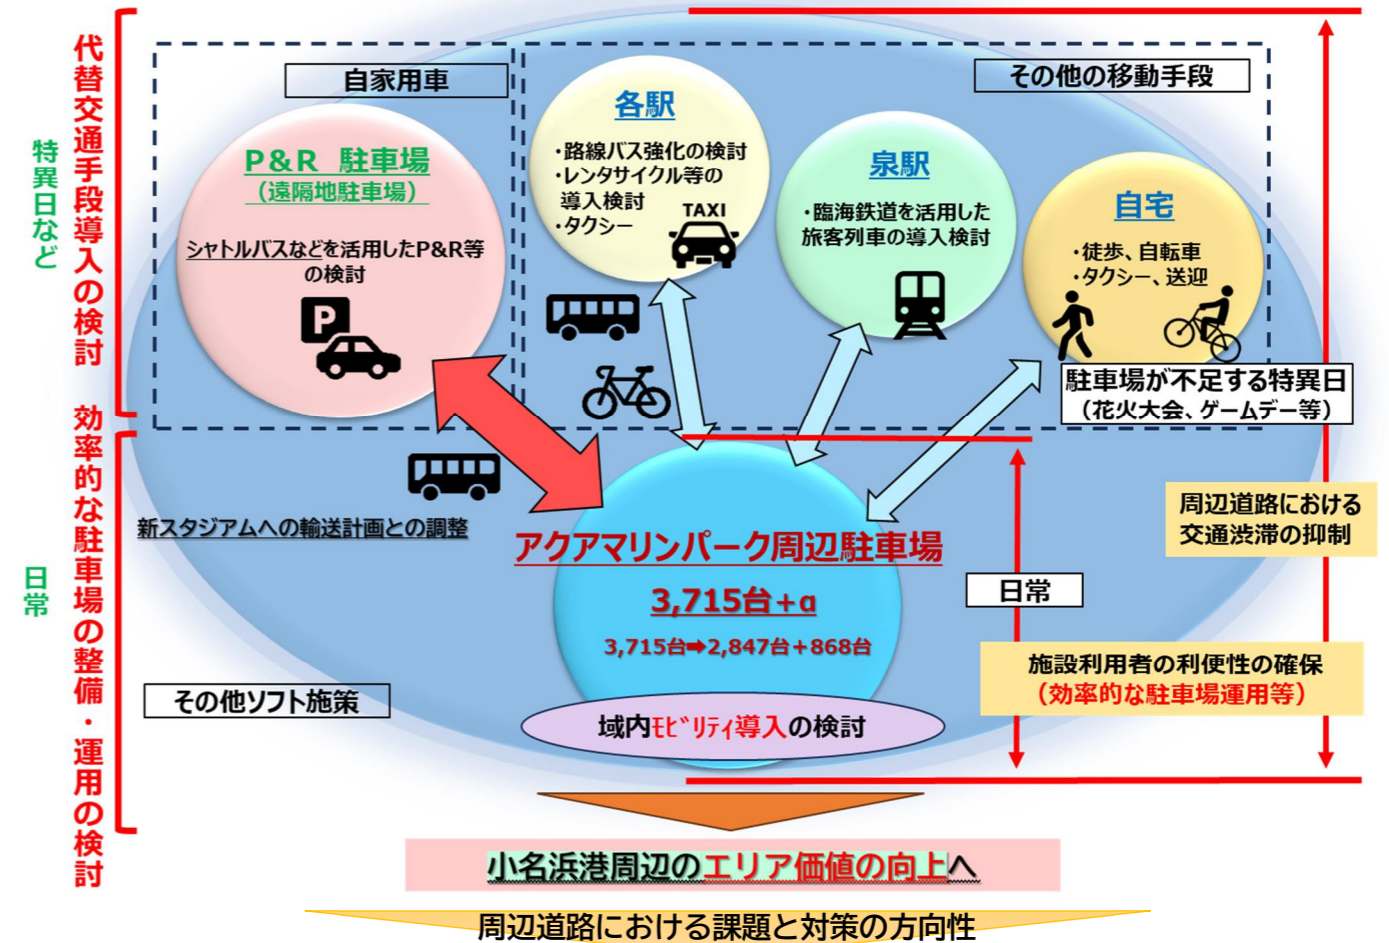 代替交通手段導入の検討
特異日など
自家用車
P&R 駐車場
（遠隔地駐車場）
シャトルバスなどを活用したP&R等
の検討
P
その他の移動手段
各駅
・路線バス強化の検討
・レンタサイクル等の
導入検討
・タクシー
TAXI
泉駅
・臨海鉄道を活用した
旅客列車の導入検討
自宅
・徒歩、自転車
・タクシー、送迎
駐車場が不足する特異日
（花火大会、ゲームデー等）
効率的な駐車場の整備・運用の検討
日常
新スタジアムへの輸送計画との調整
アクアマリンパーク周辺駐車場
3,715台+α
3,715台➡2,847台+868台
域内ﾓﾋﾞﾘﾃｨ導入の検討
その他ソフト施策
周辺道路における
交通渋滞の抑制
日常
施設利用者の利便性の確保
（効率的な駐車場運用等）
小名浜港周辺のエリア価値の向上へ
周辺道路における課題と対策の方向性